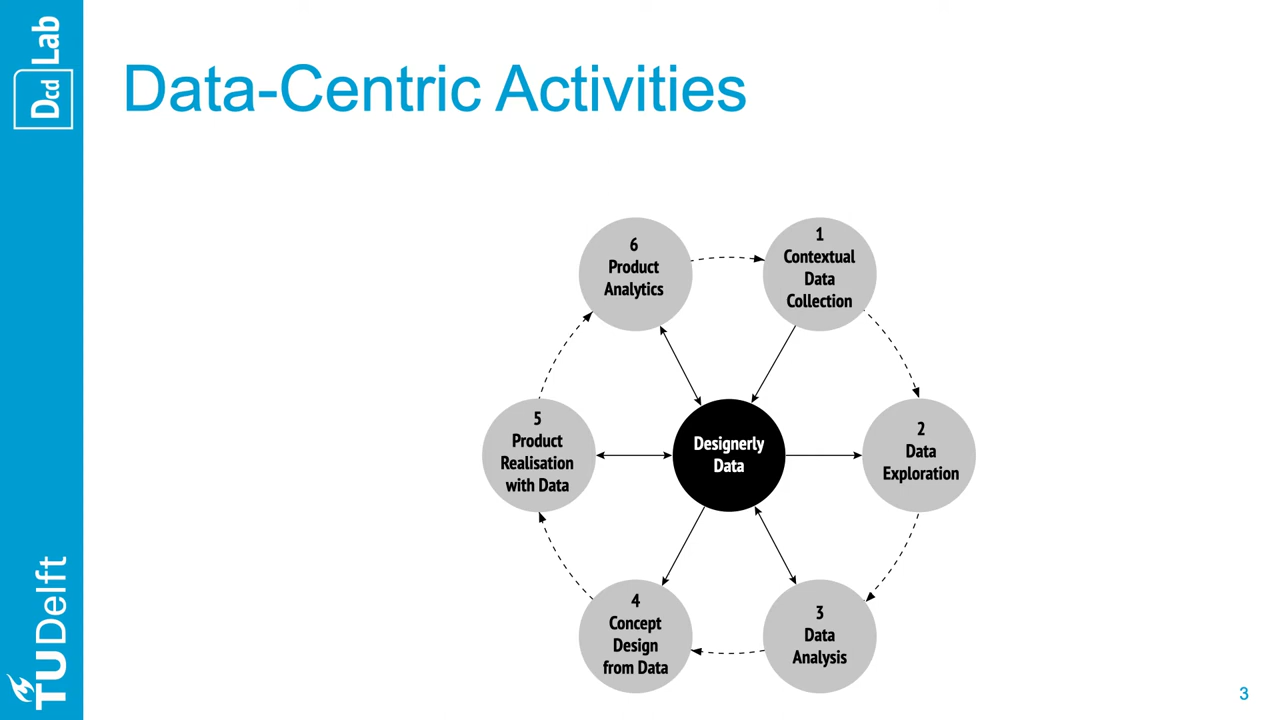 Dcd Lab
TUDelft
Data-Centric Activities
6
Product
Analytics
1
Contextual
Data
Collection
5
Product
Realisation
with Data
Designerly
Data
2
Data
Exploration
4
Concept
Design
from Data
3
Data
Analysis
3